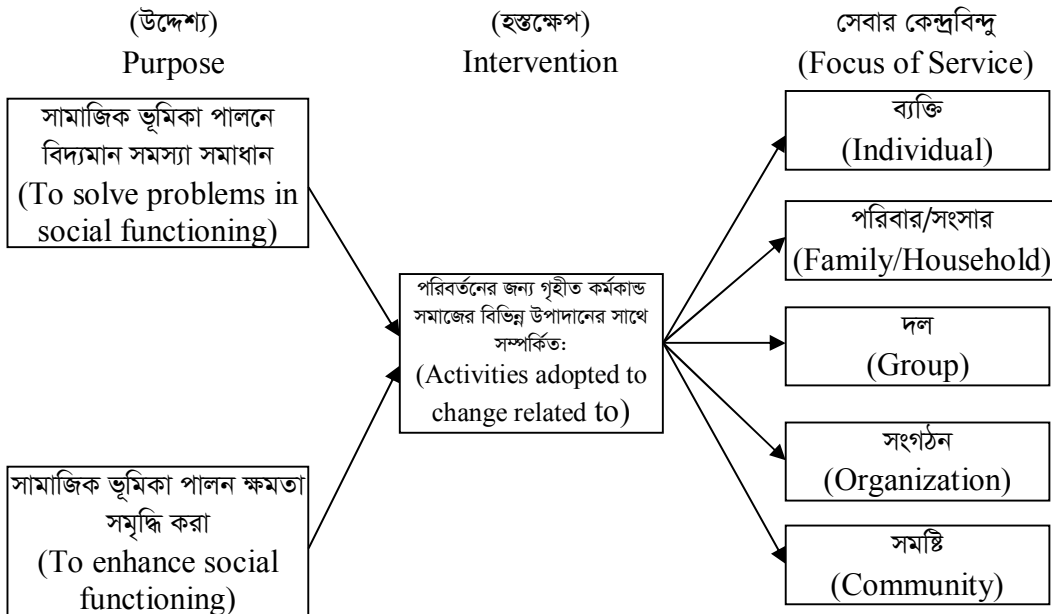 (উদ্দেশ্য)
Purpose
(হস্তক্ষেপ)
Intervention
সেবার কেন্দ্রবিন্দু
(Focus of Service)
সামাজিক ভূমিকা পালনে
বিদ্যমান সমস্যা সমাধান
(To solve problems in
social functioning)
সামাজিক ভূমিকা পালন ক্ষমতা
সমৃদ্ধি করা
(To enhance social
functioning)
পরিবর্তনের জন্য গৃহীত কর্মকান্ড
সমাজের বিভিন্ন উপাদানের সাথে
সম্পর্কিত:
(Activities adopted to
change related to)
ব্যক্তি
(Individual)
পরিবার/সংসার
(Family/Household)
দল
(Group)
সংগঠন
(Organization)
সমষ্টি
(Community)